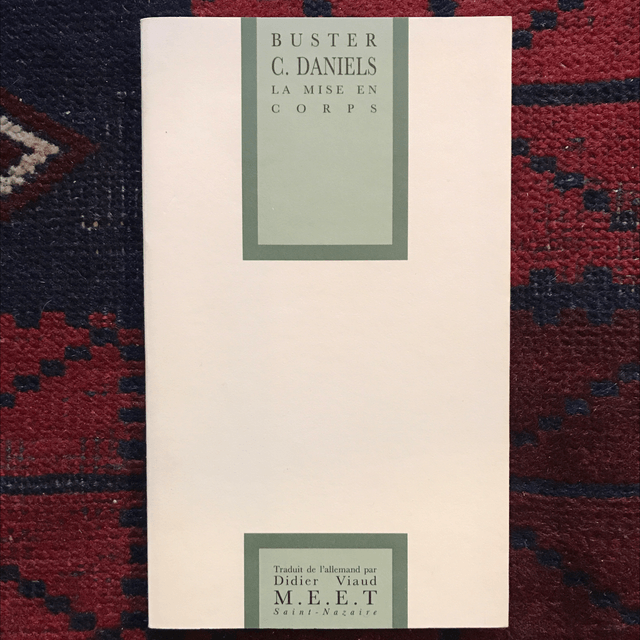 BUSTER
C. DANIELS
LA MISE EN
CORPS
Traduit de l'allemand par
Didier Viaud
M.E.E.T
Saint-Nazaire